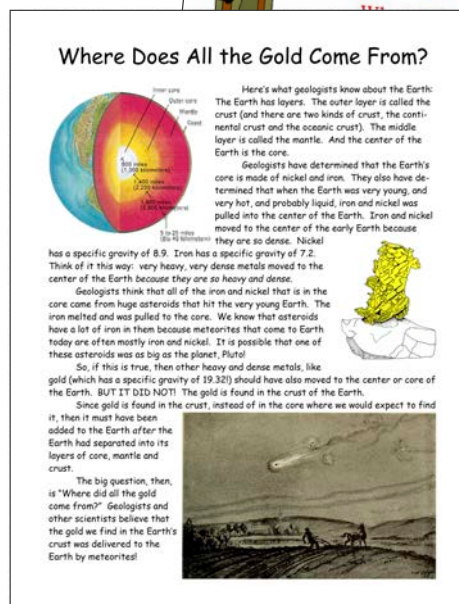 Where Does All the Gold Come From?
Inner core
Outer core
Mantle
Here's what geologists know about the Earth:
The Earth has layers. The outer layer is called the
crust (and there are two kinds of crust, the conti-
nental crust and the oceanic crust). The middle
layer is called the mantle. And the center of the
Earth is the core.
Geologists have determined that the Earth's
core is made of nickel and iron. They also have de-
termined that when the Earth was very young, and
very hot, and probably liquid, iron and nickel was
pulled into the center of the Earth. Iron and nickel
moved to the center of the early Earth because
they are so dense. Nickel
has a specific gravity of 8.9. Iron has a specific gravity of 7.2.
Think of it this way: very heavy, very dense metals moved to the
center of the Earth because they are so heavy and dense.
Geologists think that all of the iron and nickel that is in the
core came from huge asteroids that hit the very young Earth. The
iron melted and was pulled to the core. We know that asteroids
have a lot of iron in them because meteorites that come to Earth
today are often mostly iron and nickel. It is possible that one of
these asteroids was as big as the planet, Pluto!
So, if this is true, then other heavy and dense metals, like
gold (which has a specific gravity of 19.32!) should have also moved to the center or core of
the Earth. BUT IT DID NOT! The gold is found in the crust of the Earth.
Since gold is found in the crust, instead of in the core where we would expect to find
it, then it must have been
added to the Earth after the
Earth had separated into its
layers of core, mantle and
crust.
The big question, then,
is "Where did all the gold
come from?" Geologists and
other scientists believe that
the gold we find in the Earth's
crust was delivered to the
Earth by meteorites!